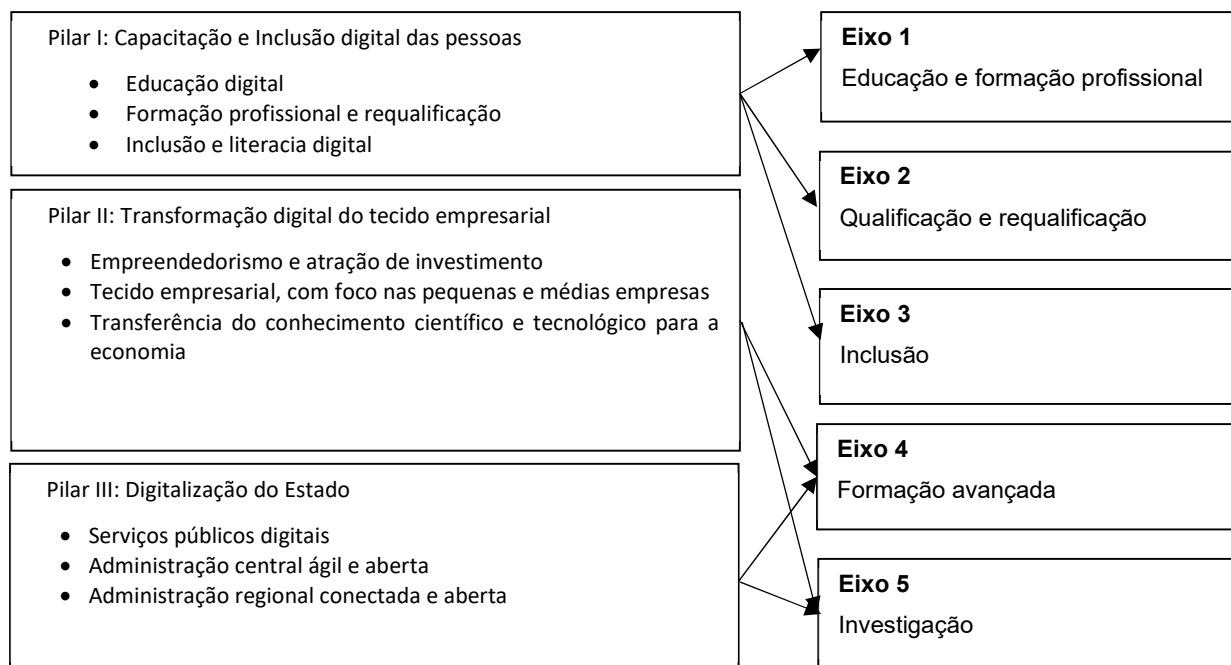 Pilar I: Capacitação e Inclusão digital das pessoas
• Educação digital
• Formação profissional e requalificação
• Inclusão e literacia digital
Pilar II: Transformação digital do tecido empresarial
• Empreendedorismo e atração de investimento
• Tecido empresarial, com foco nas pequenas e médias empresas
• Transferência do conhecimento científico e tecnológico para a
economia
Pilar III: Digitalização do Estado
• Serviços públicos digitais
• Administração central ágil e aberta
• Administração regional conectada e aberta
Eixo 1
Educação e formação profissional
Eixo 2
Qualificação e requalificação
Eixo 3
Inclusão
Eixo 4
Formação avançada
Eixo 5
Investigação